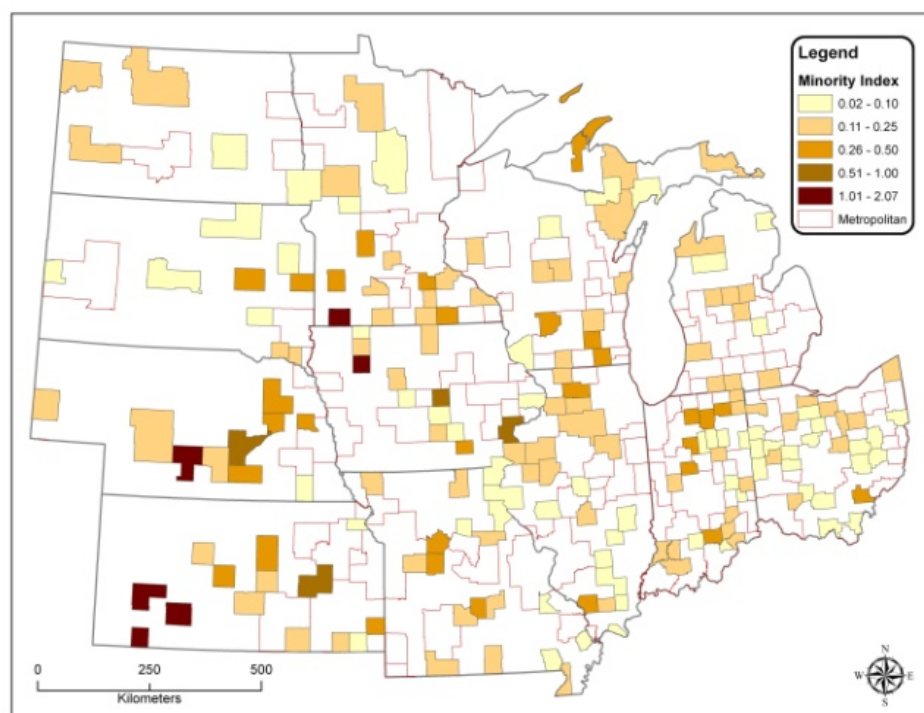 Legend
Minority Index
0.02 - 0.10
0.11 - 0.25
0.26 - 0.50
0.51 - 1.00
1.01 - 2.07
Metropolitan
0 250 500
Kilometers
N
W E
S